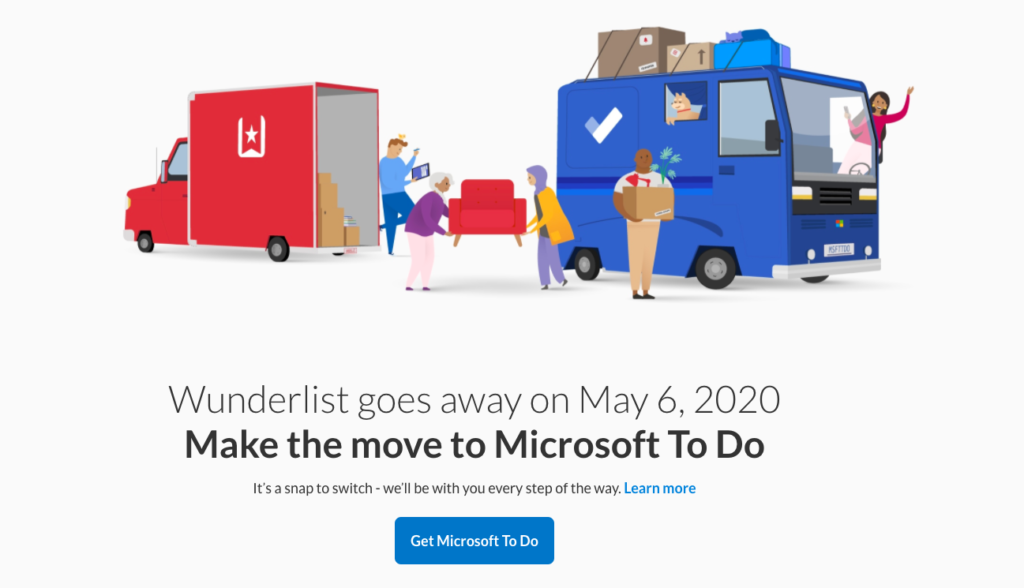 MSFTTODO
Wunderlist goes away on May 6, 2020
Make the move to Microsoft To Do
It's a snap to switch - we'll be with you every step of the way. Learn more
Get Microsoft To Do